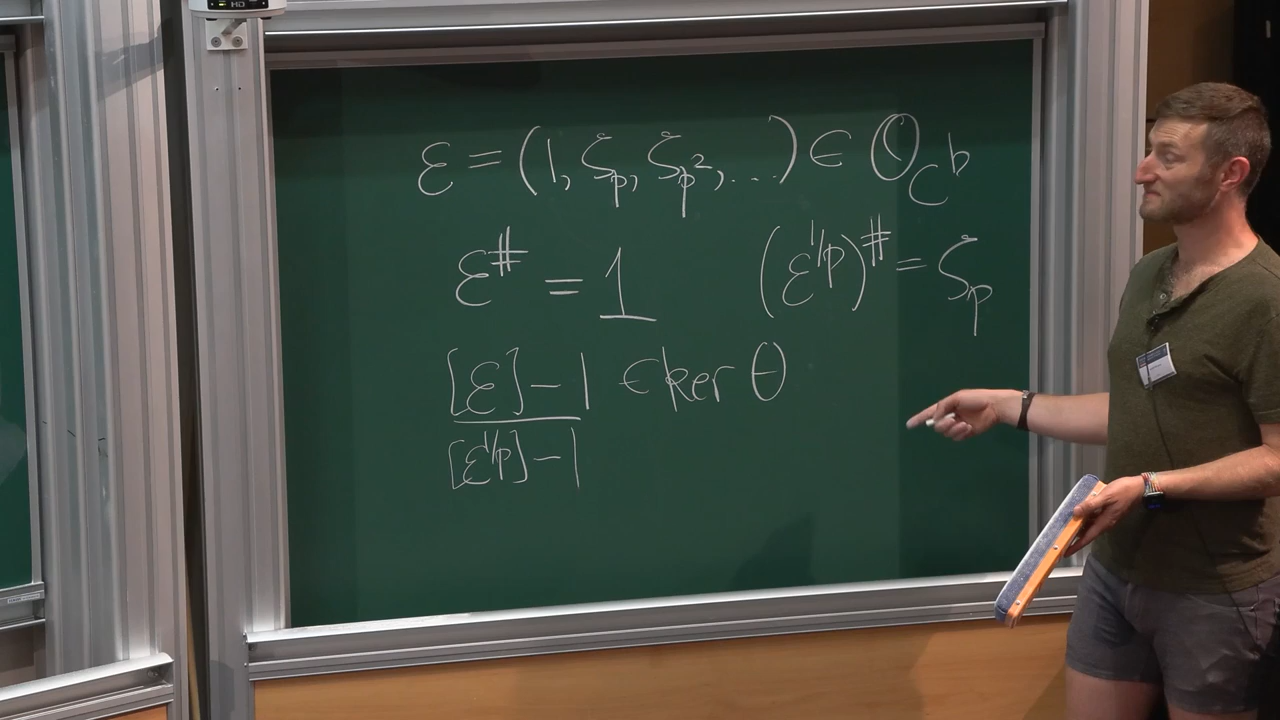 ε = (1, ζ_p, ζ_{p^2}, ...) ∈ O_{C^♭}
ε^# = 1 (ε^{1/p})^# = ζ_p
[ε]-1 ∈ ker θ
[ε^{1/p}]-1